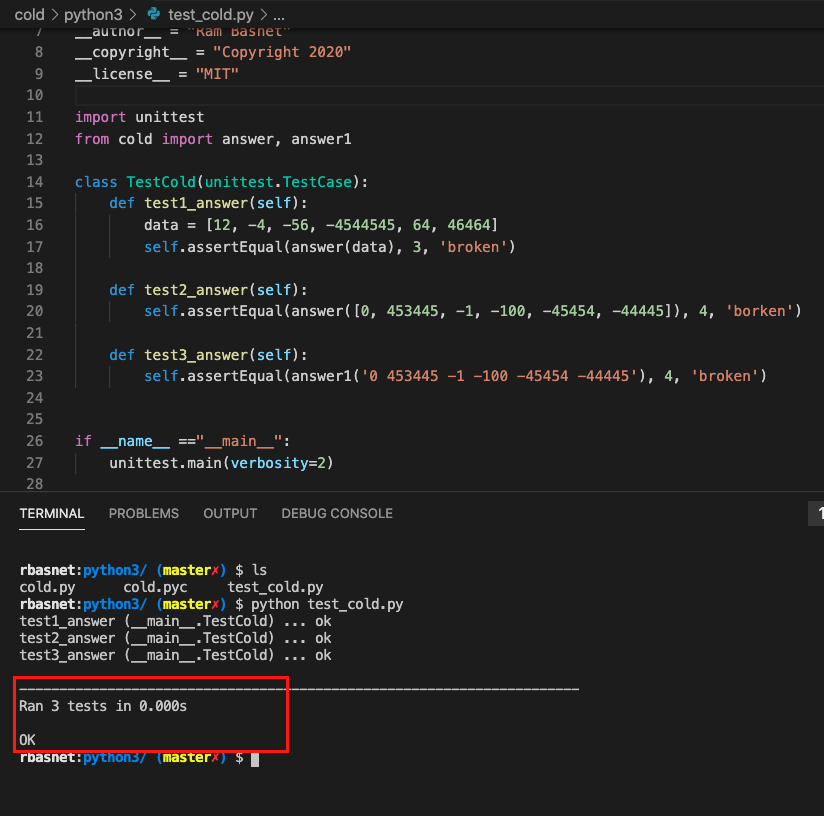 cold > python3 > test_cold.py > ...
7 __author__ = "Ram Basnet"
8 __copyright__ = "Copyright 2020"
9 __license__ = "MIT"
10
11 import unittest
12 from cold import answer, answer1
13
14 class TestCold(unittest.TestCase):
15 def test1_answer(self):
16 data = [12, -4, -56, -4544545, 64, 46464]
17 self.assertEqual(answer(data), 3, 'broken')
18
19 def test2_answer(self):
20 self.assertEqual(answer([0, 453445, -1, -100, -45454, -44445]), 4, 'borken')
21
22 def test3_answer(self):
23 self.assertEqual(answer1('0 453445 -1 -100 -45454 -44445'), 4, 'broken')
24
25
26 if __name__ =="__main__":
27 unittest.main(verbosity=2)
28
TERMINAL PROBLEMS OUTPUT DEBUG CONSOLE 1
rbasnet:python3/ (master✗) $ ls
cold.py cold.pyc test_cold.py
rbasnet:python3/ (master✗) $ python test_cold.py
test1_answer (__main__.TestCold) ... ok
test2_answer (__main__.TestCold) ... ok
test3_answer (__main__.TestCold) ... ok
----------------------------------------------------------------------
Ran 3 tests in 0.000s
OK
rbasnet:python3/ (master✗) $